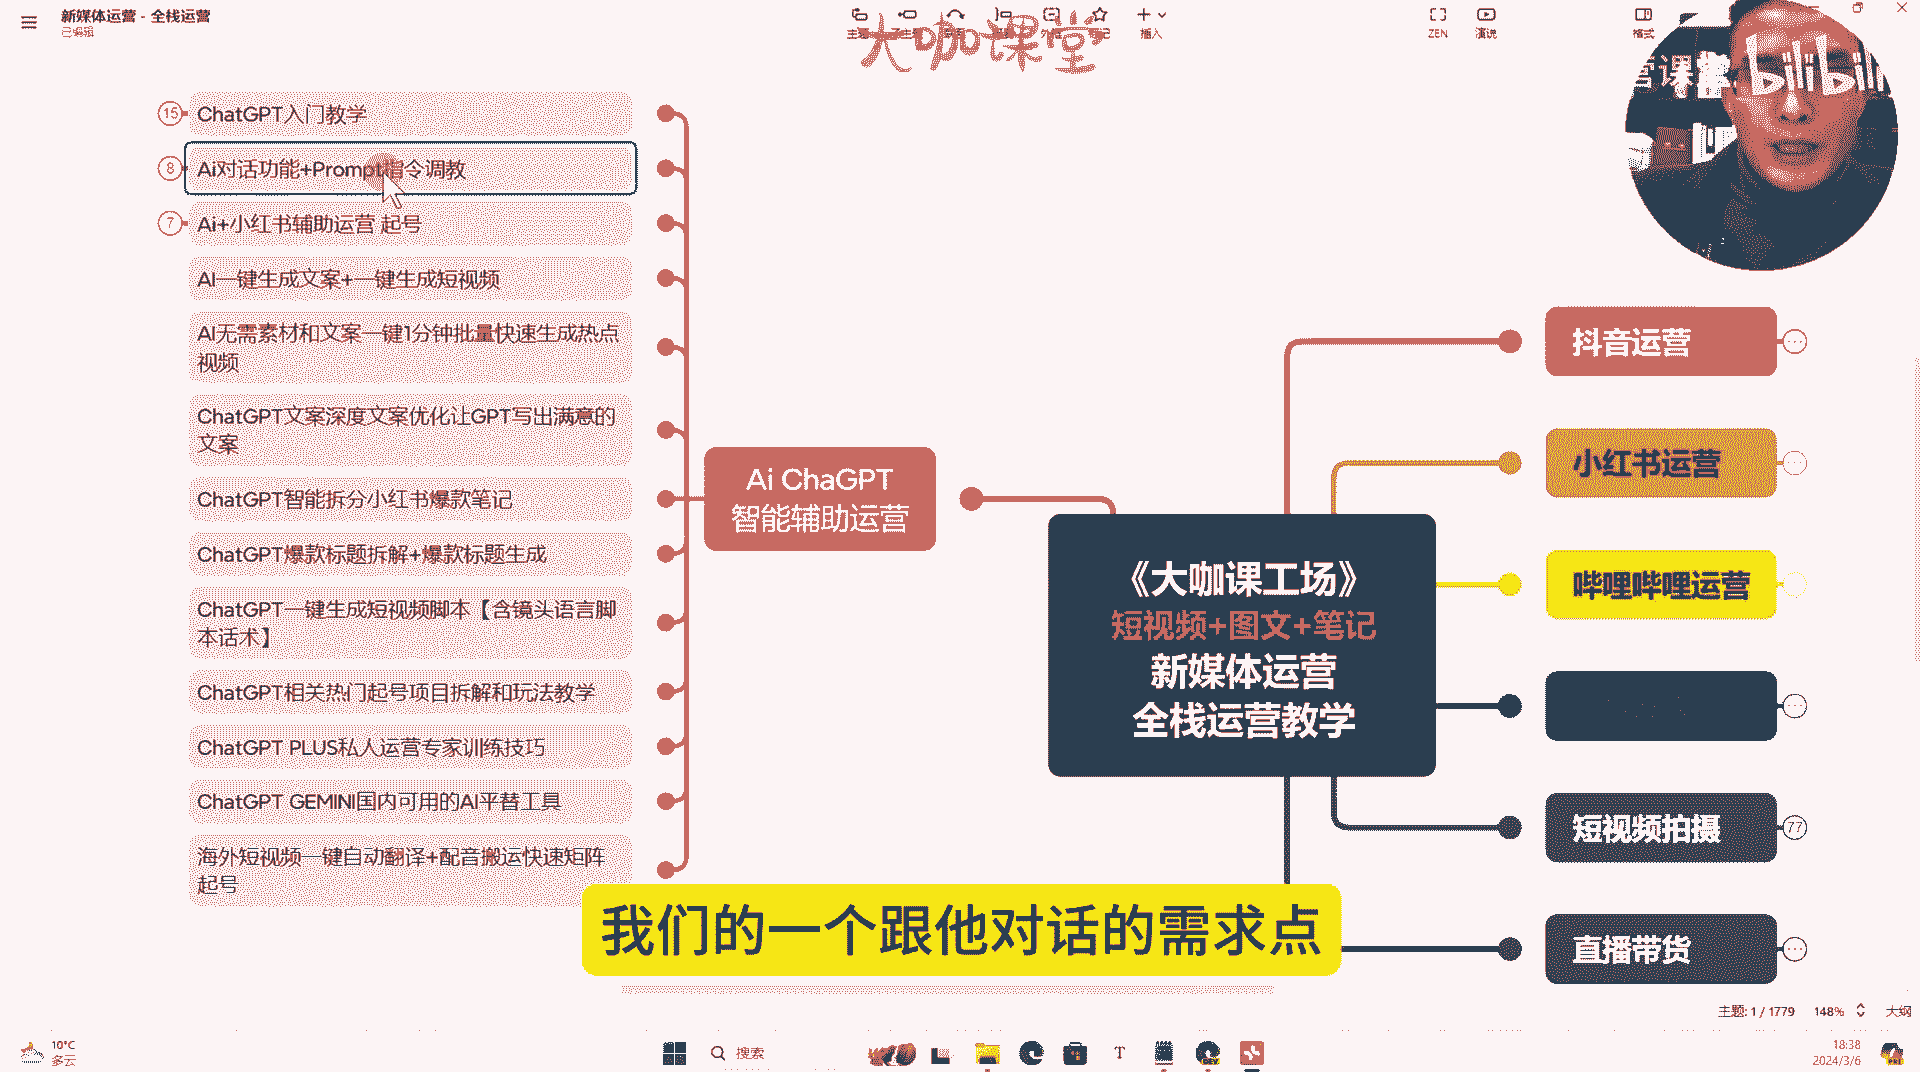 新媒体运营 - 全栈运营
已编辑
大咖课堂
插入
ZEN
演说
格式
bilibili
15
ChatGPT入门教学
8
Ai对话功能+Prompt指令调教
7
Ai+小红书辅助运营 起号
AI一键生成文案+一键生成短视频
AI无需素材和文案一键1分钟批量快速生成热点
视频
ChatGPT文案深度文案优化让GPT写出满意的
文案
ChatGPT智能拆分小红书爆款笔记
ChatGPT爆款标题拆解+爆款标题生成
ChatGPT一键生成短视频脚本【含镜头语言脚
本话术】
ChatGPT相关热门起号项目拆解和玩法教学
ChatGPT PLUS私人运营专家训练技巧
ChatGPT GEMINI国内可用的AI平替工具
海外短视频一键自动翻译+配音搬运快速矩阵
起号
Ai ChaGPT
智能辅助运营
《大咖课工场》
短视频+图文+笔记
新媒体运营
全栈运营教学
抖音运营
小红书运营
哔哩哔哩运营
短视频拍摄
77
直播带货
我们的一个跟他对话的需求点
主题: 1 / 1779
148%
大纲
10°C
多云
搜索
18:38
2024/3/6